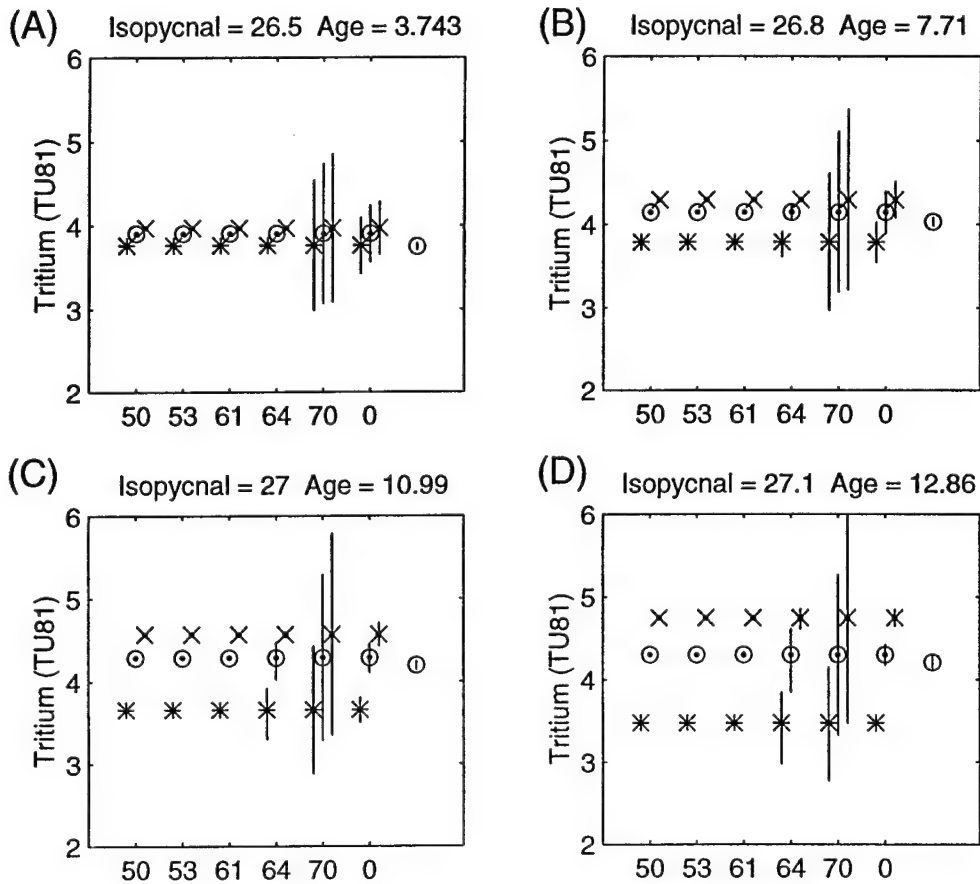 (A) Isopycnal = 26.5 Age = 3.743
6
5
4
3
2
Tritium (TU81)
50 53 61 64 70 0
(B) Isopycnal = 26.8 Age = 7.71
6
5
4
3
2
Tritium (TU81)
50 53 61 64 70 0
(C) Isopycnal = 27 Age = 10.99
6
5
4
3
2
Tritium (TU81)
50 53 61 64 70 0
(D) Isopycnal = 27.1 Age = 12.86
6
5
4
3
2
Tritium (TU81)
50 53 61 64 70 0